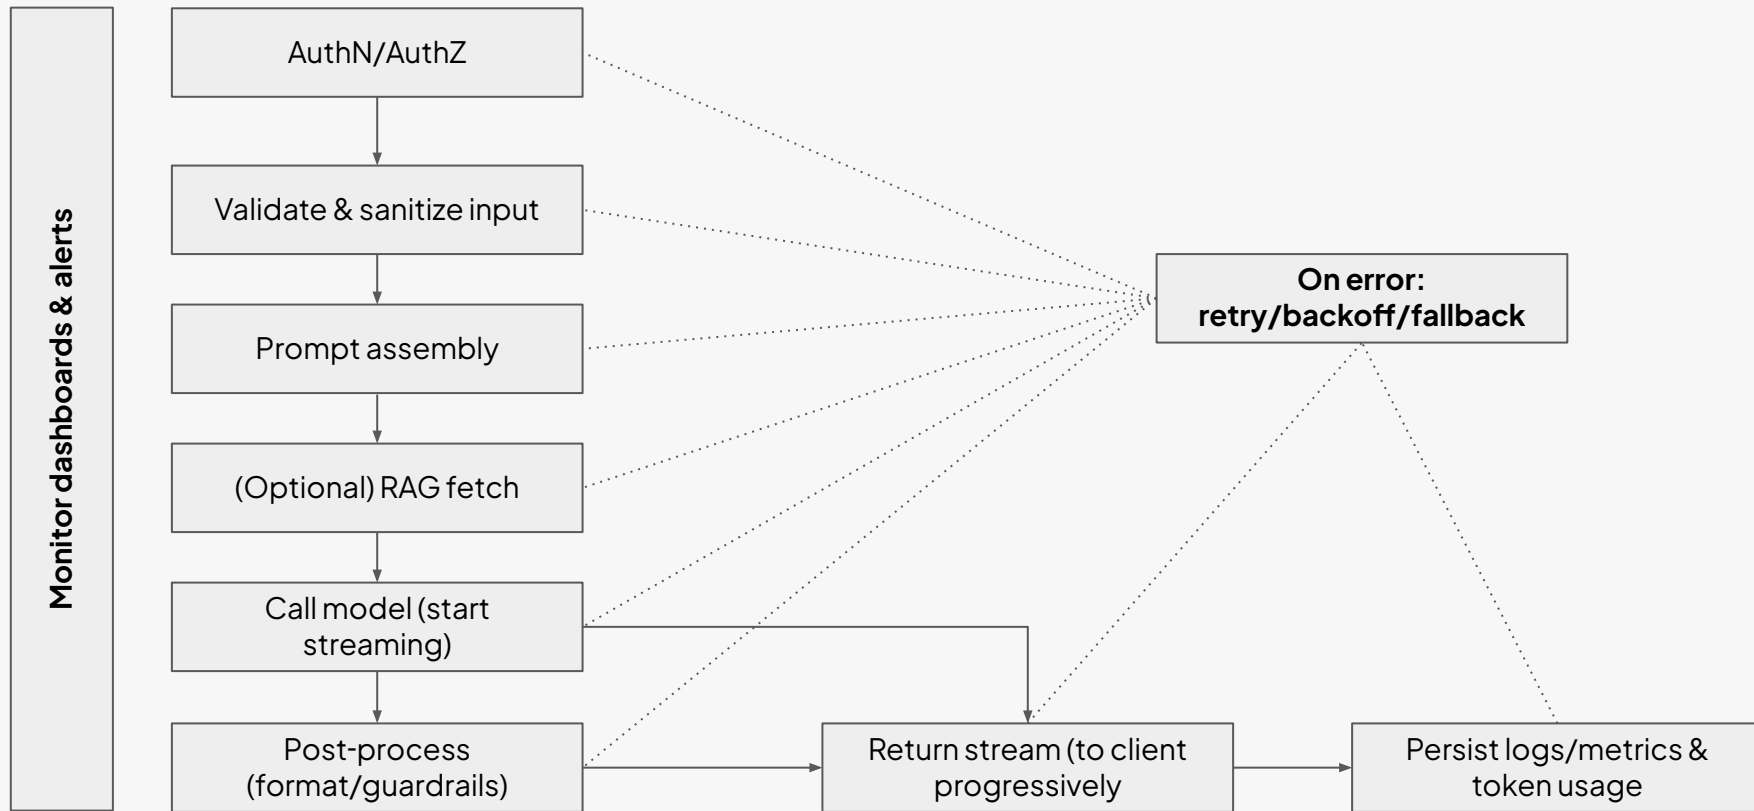 Monitor dashboards & alerts
AuthN/AuthZ
Validate & sanitize input
Prompt assembly
(Optional) RAG fetch
Call model (start
streaming)
Post-process
(format/guardrails)
On error:
retry/backoff/fallback
Return stream (to client
progressively
Persist logs/metrics &
token usage